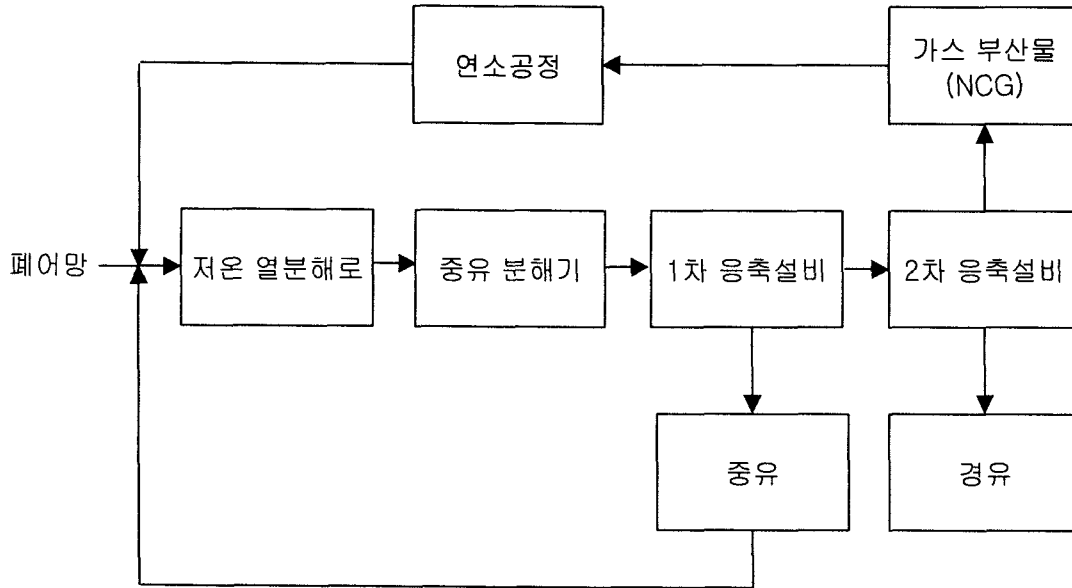 연소공정
가스 부산물
(NCG)
폐어망
저온 열분해로
중유 분해기
1차 응축설비
2차 응축설비
중유
경유